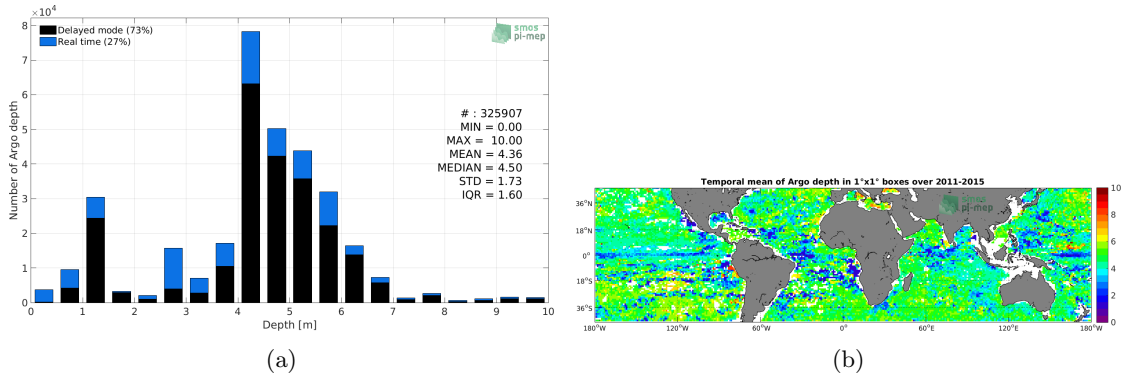 ×10⁴
Delayed mode (73%)
Real time (27%)
smos
pi-mep
Number of Argo depth
8
7
6
5
4
3
2
1
0
# : 325907
MIN = 0.00
MAX = 10.00
MEAN = 4.36
MEDIAN = 4.50
STD = 1.73
IQR = 1.60
0 1 2 3 4 5 6 7 8 9 10
Depth [m]
(a)
Temporal mean of Argo depth in 1°x1° boxes over 2011-2015
smos
pi-mep
36°N
18°N
0°
18°S
36°S
180°W 120°W 60°W 0° 60°E 120°E 180°W
10
8
6
4
2
0
(b)